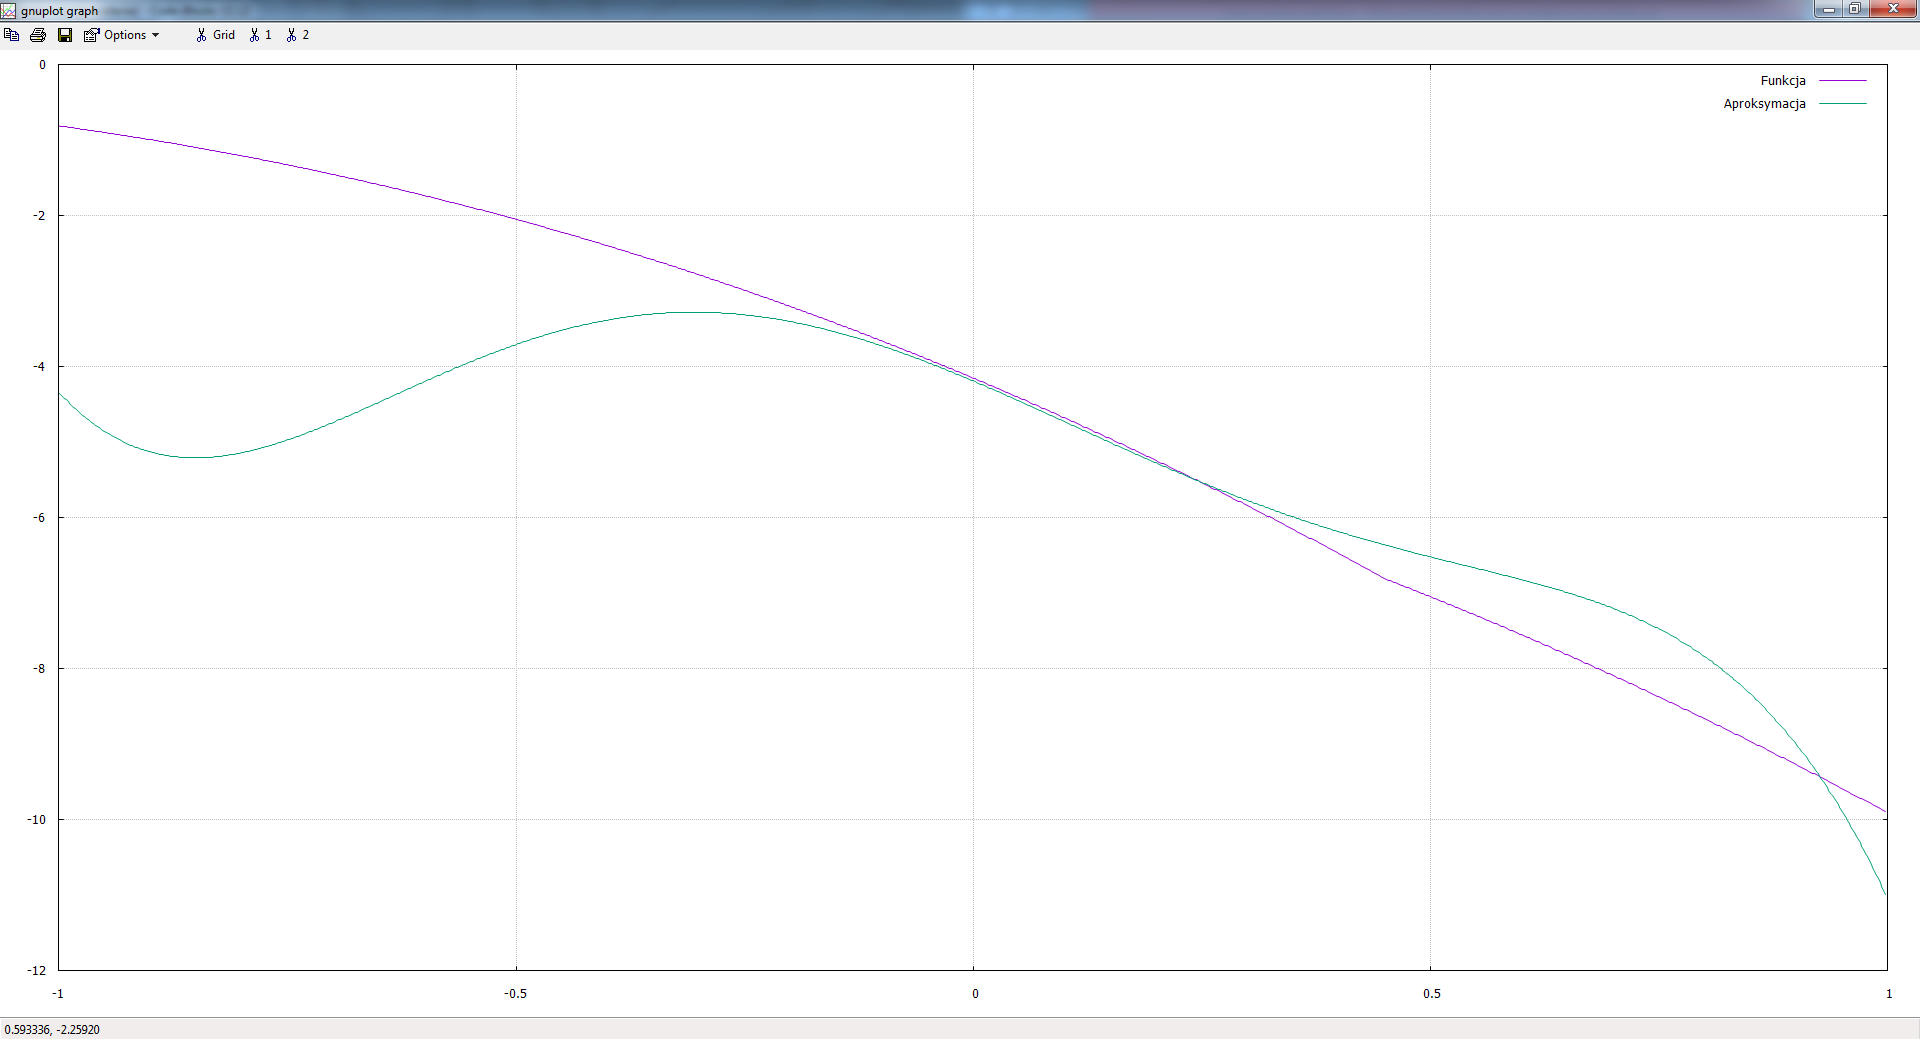 gnuplot graph
Options Grid 1 2
0
Funkcja
Aproksymacja
-2
-4
-6
-8
-10
-12
-1 -0.5 0 0.5 1
0.593336, -2.25920